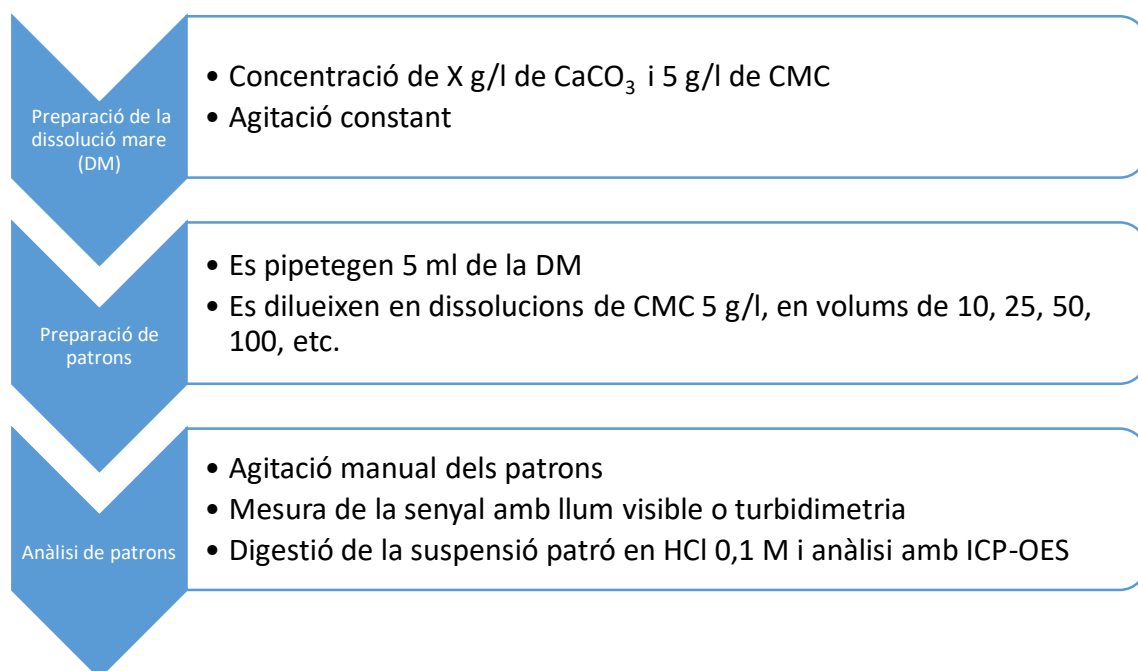 Preparació de la
dissolució mare
(DM)
• Concentració de X g/l de CaCO₃ i 5 g/l de CMC
• Agitació constant
Preparació de
patrons
• Es pipetegen 5 ml de la DM
• Es dilueixen en dissolucions de CMC 5 g/l, en volums de 10, 25, 50,
100, etc.
Anàlisi de patrons
• Agitació manual dels patrons
• Mesura de la senyal amb llum visible o turbidimetria
• Digestió de la suspensió patró en HCl 0,1 M i anàlisi amb ICP-OES